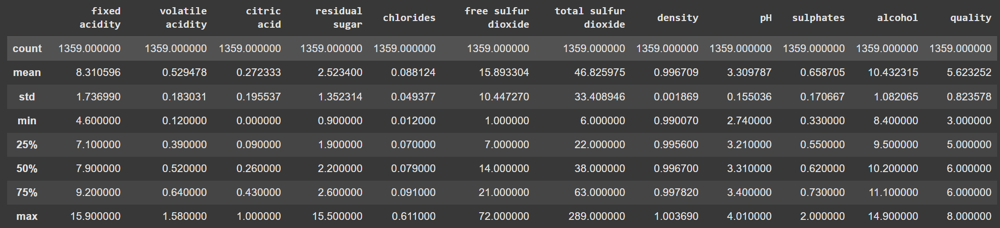 fixed acidity volatile acidity citric acid residual sugar chlorides free sulfur dioxide total sulfur dioxide density pH sulphates alcohol quality
count 1359.000000 1359.000000 1359.000000 1359.000000 1359.000000 1359.000000 1359.000000 1359.000000 1359.000000 1359.000000 1359.000000 1359.000000
mean 8.310596 0.529478 0.272333 2.523400 0.088124 15.893304 46.825975 0.996709 3.309787 0.658705 10.432315 5.623252
std 1.736990 0.183031 0.195537 1.352314 0.049377 10.447270 33.408946 0.001869 0.155036 0.170667 1.082065 0.823578
min 4.600000 0.120000 0.000000 0.900000 0.012000 1.000000 6.000000 0.990070 2.740000 0.330000 8.400000 3.000000
25% 7.100000 0.390000 0.090000 1.900000 0.070000 7.000000 22.000000 0.995600 3.210000 0.550000 9.500000 5.000000
50% 7.900000 0.520000 0.260000 2.200000 0.079000 14.000000 38.000000 0.996700 3.310000 0.620000 10.200000 6.000000
75% 9.200000 0.640000 0.430000 2.600000 0.091000 21.000000 63.000000 0.997820 3.400000 0.730000 11.100000 6.000000
max 15.900000 1.580000 1.000000 15.500000 0.611000 72.000000 289.000000 1.003690 4.010000 2.000000 14.900000 8.000000